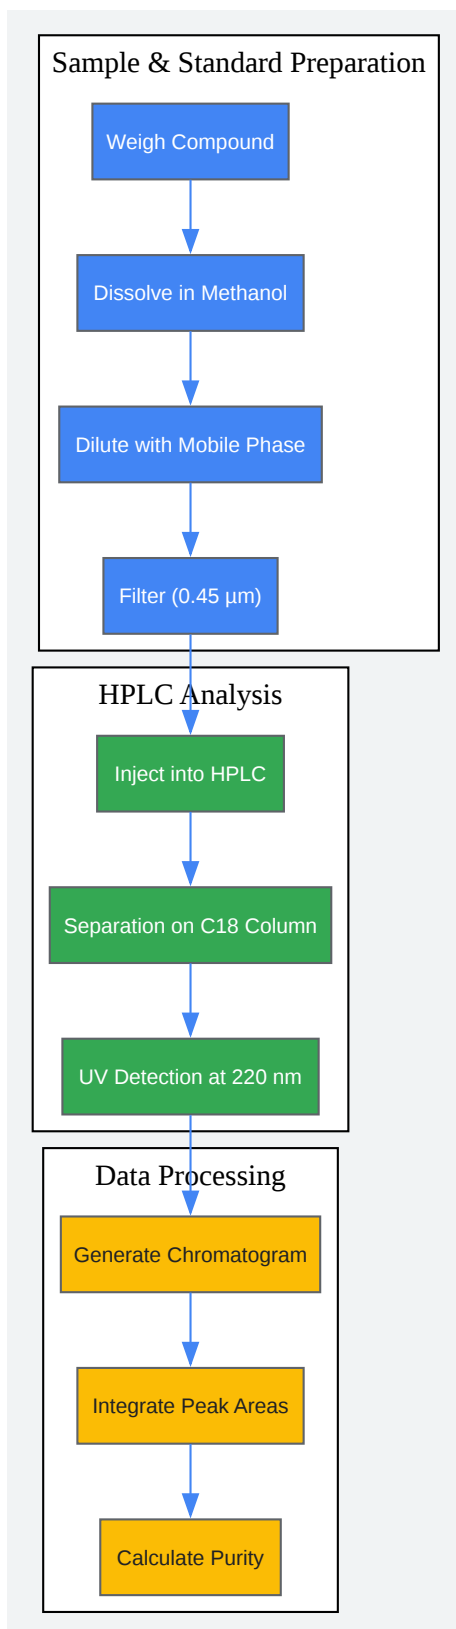 Sample & Standard Preparation
Weigh Compound
Dissolve in Methanol
Dilute with Mobile Phase
Filter (0.45 µm)
HPLC Analysis
Inject into HPLC
Separation on C18 Column
UV Detection at 220 nm
Data Processing
Generate Chromatogram
Integrate Peak Areas
Calculate Purity